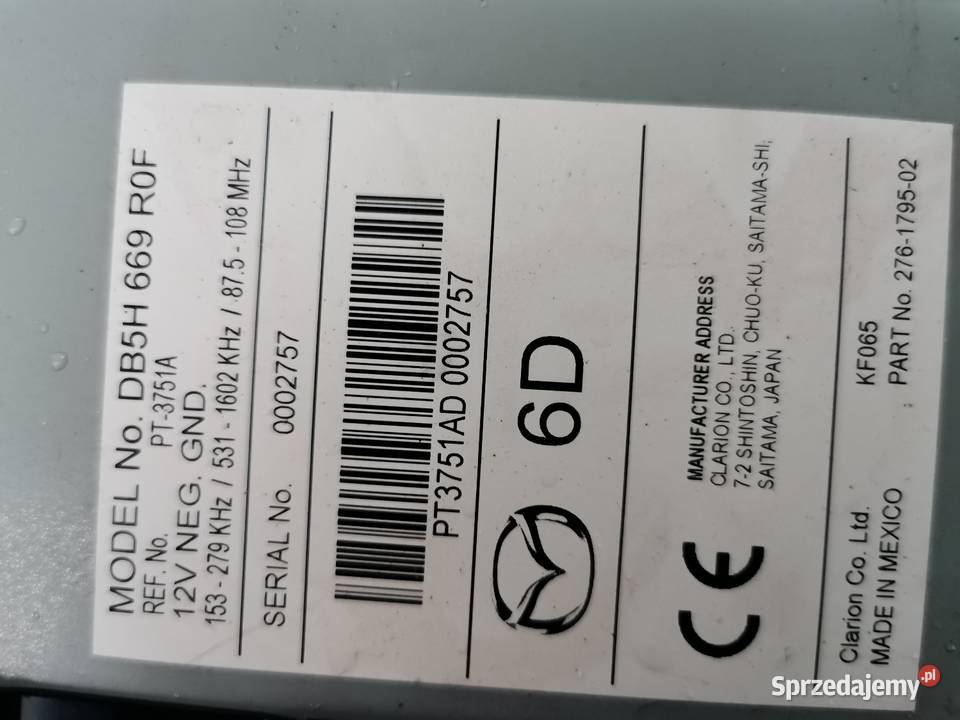 MODEL No. DB5H 669 R0F
REF. No. PT-3751A
12V NEG. GND.
153 - 279 KHz / 531 - 1602 KHz / 87.5 - 108 MHz
SERIAL No. 0002757
PT3751AD 0002757
6D
MANUFACTURER ADDRESS
CLARION CO., LTD.
7-2 SHINTOSHIN, CHUO-KU, SAITAMA-SHI,
SAITAMA, JAPAN
CE
Clarion Co. Ltd. KF065
MADE IN MEXICO PART No. 276-1795-02
Sprzedajemy.pl